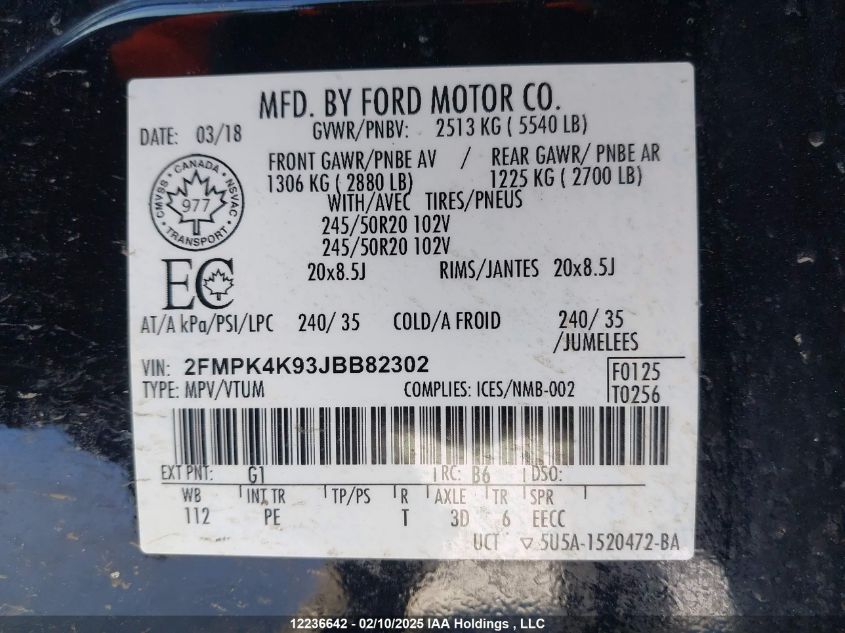 MFD. BY FORD MOTOR CO.
DATE: 03/18
GVWR/PNBV: 2513 KG ( 5540 LB)
FRONT GAWR/PNBE AV / REAR GAWR/ PNBE AR
1306 KG ( 2880 LB) 1225 KG ( 2700 LB)
WITH/AVEC TIRES/PNEUS
245/50R20 102V
245/50R20 102V
20x8.5J RIMS/JANTES 20x8.5J
CMVSS - CANADA - NSVAC
977
TRANSPORT
EC
AT/A kPa/PSI/LPC 240/ 35 COLD/A FROID 240/ 35
/JUMELEES
VIN: 2FMPK4K93JBB82302
F0125
TYPE: MPV/VTUM COMPLIES: ICES/NMB-002
T0256
EXT PNT: G1 RC: B6 DSO:
WB INT TR TP/PS R AXLE TR SPR
112 PE T 3D 6 EECC
UCT ▽ 5U5A-1520472-BA
12236642 - 02/10/2025 IAA Holdings , LLC